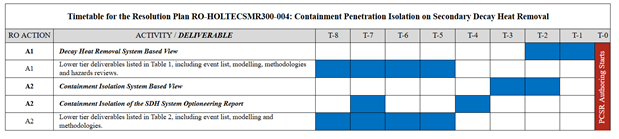 Timetable for the Resolution Plan RO-HOLTECSMR300-004: Containment Penetration Isolation on Secondary Decay Heat Removal
RO ACTION ACTIVITY / DELIVERABLE T-8 T-7 T-6 T-5 T-4 T-3 T-2 T-1 T-0
A1 Decay Heat Removal System Based View
A1 Lower tier deliverables listed in Table 1, including event list, modelling, methodologies
and hazards reviews.
A2 Containment Isolation System Based View
A2 Containment Isolation of the SDH System Optioneering Report
A2 Lower tier deliverables listed in Table 2, including event list, modelling and
methodologies.
PCSR Authoring Starts